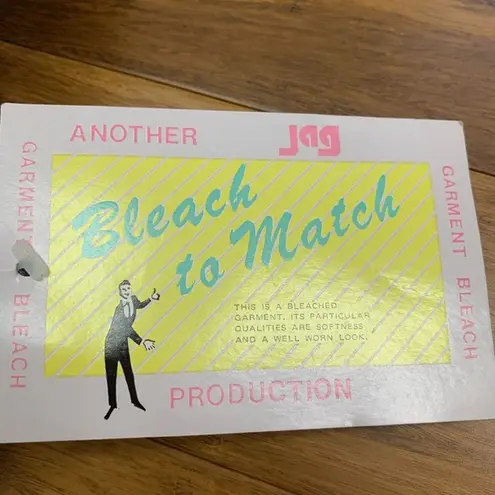 ANOTHER Jag
GARMENT BLEACH
Bleach
to Match
THIS IS A BLEACHED
GARMENT. ITS PARTICULAR
QUALITIES ARE SOFTNESS
AND A WELL WORN LOOK.
GARMENT BLEACH
PRODUCTION